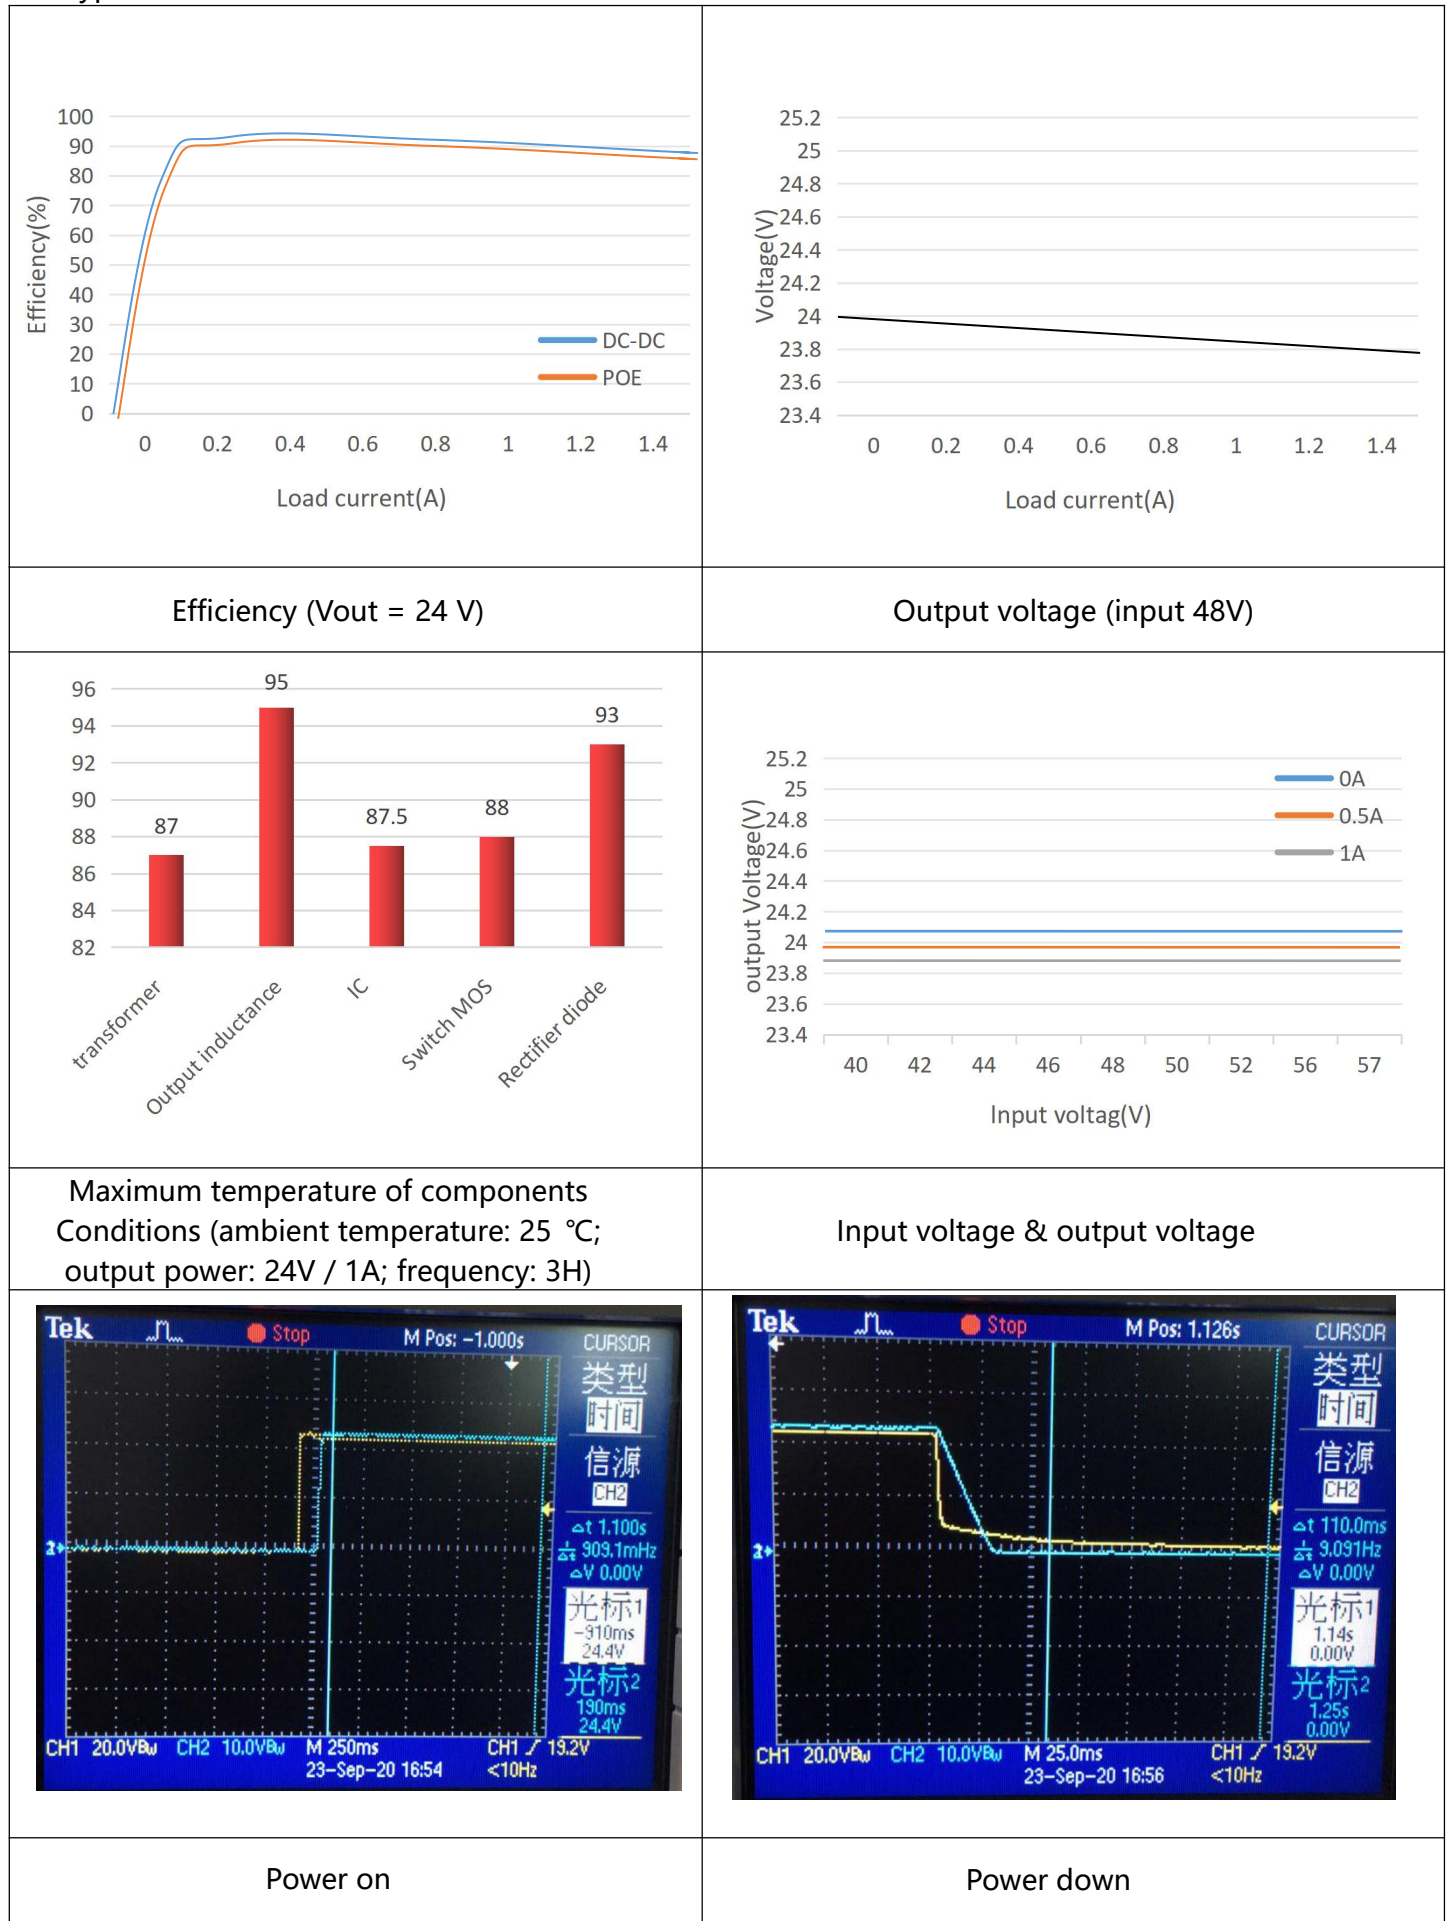 100
90
80
70
60
50
40
30
20
10
0
Efficiency(%)
DC-DC
POE
0 0.2 0.4 0.6 0.8 1 1.2 1.4
Load current(A)
25.2
25
24.8
24.6
24.4
24.2
24
23.8
23.6
23.4
Voltage(V)
0 0.2 0.4 0.6 0.8 1 1.2 1.4
Load current(A)
Efficiency (Vout = 24 V)
Output voltage (input 48V)
96
94
92
90
88
86
84
82
87
95
87.5
88
93
transformer
Output inductance
IC
Switch MOS
Rectifier diode
25.2
25
24.8
24.6
24.4
24.2
24
23.8
23.6
23.4
output Voltage(V)
0A
0.5A
1A
40 42 44 46 48 50 52 56 57
Input voltag(V)
Maximum temperature of components
Conditions (ambient temperature: 25 ℃;
output power: 24V / 1A; frequency: 3H)
Input voltage & output voltage
Tek Stop M Pos: -1.000s CURSOR
类型
时间
信源
CH2
△t 1.100s
909.1mHz
△V 0.00V
光标1
-910ms
24.4V
光标2
190ms
24.4V
CH1 20.0VBW CH2 10.0VBW M 250ms CH1 19.2V
23-Sep-20 16:54 <10Hz
Tek Stop M Pos: 1.126s CURSOR
类型
时间
信源
CH2
△t 110.0ms
9.091Hz
△V 0.00V
光标1
1.14s
0.00V
光标2
1.25s
0.00V
CH1 20.0VBW CH2 10.0VBW M 25.0ms CH1 19.2V
23-Sep-20 16:56 <10Hz
Power on
Power down